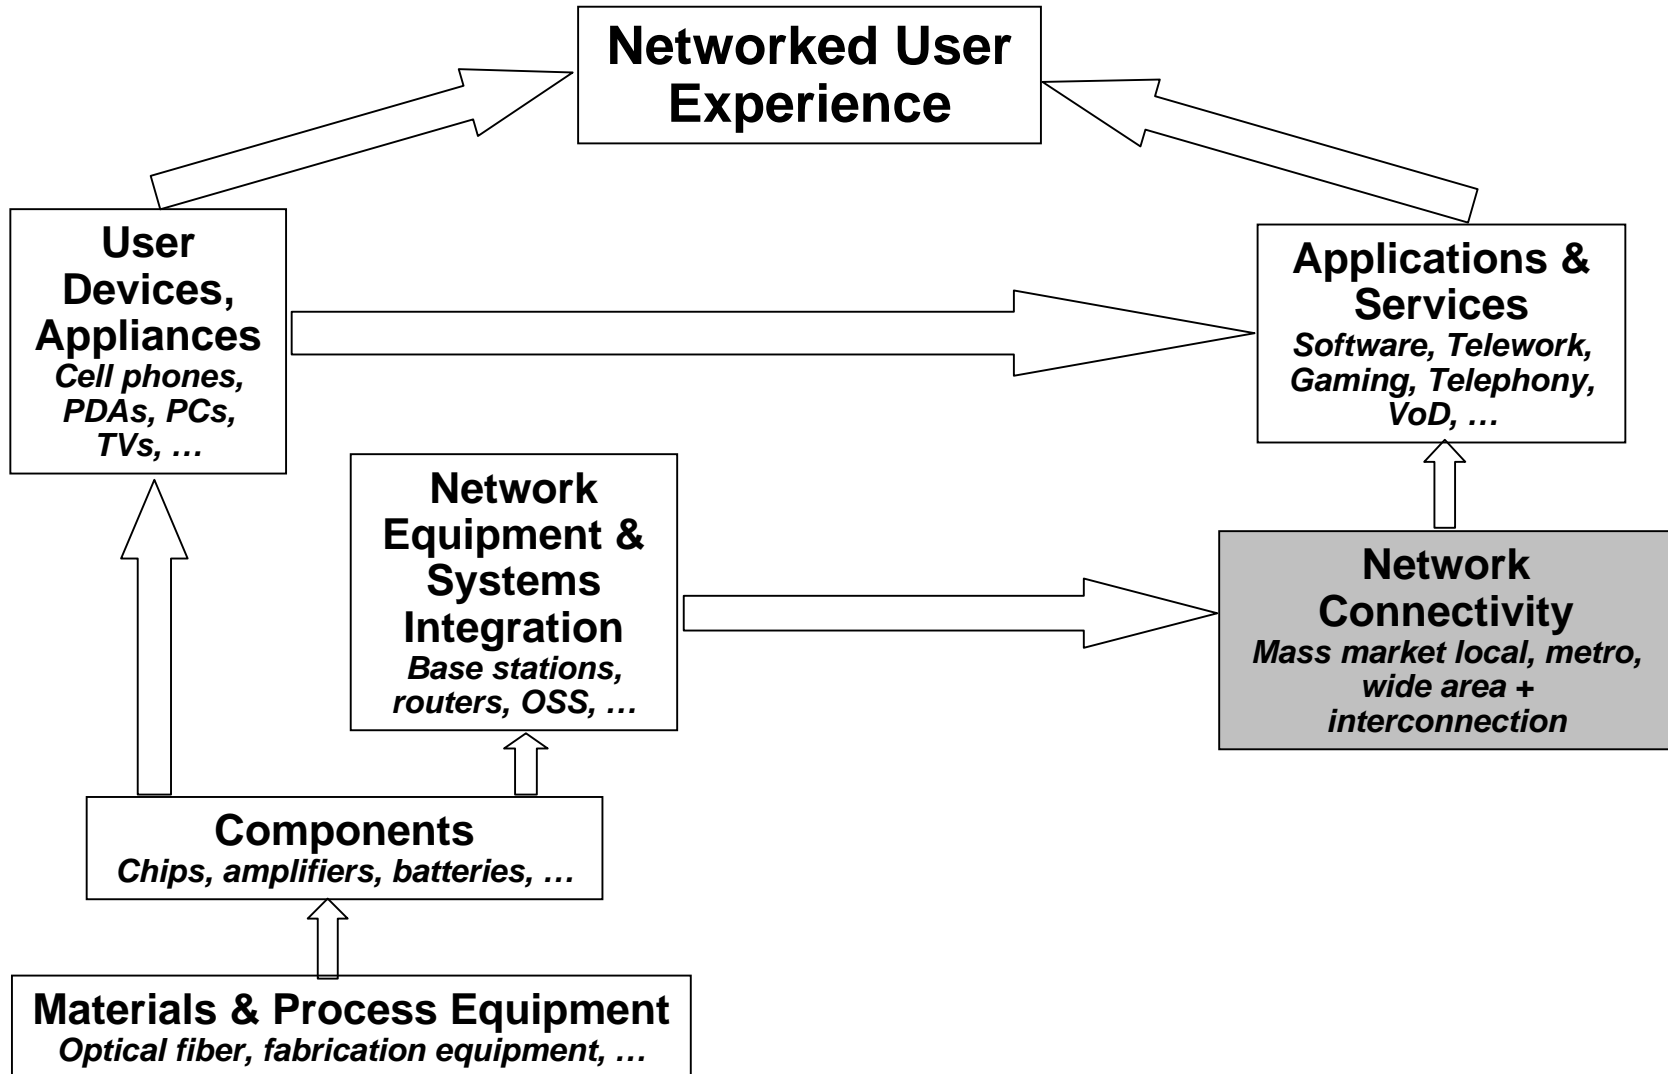 Networked User
Experience
User
Devices,
Appliances
Cell phones,
PDAs, PCs,
TVs, …
Applications &
Services
Software, Telework,
Gaming, Telephony,
VoD, …
Network
Equipment &
Systems
Integration
Base stations,
routers, OSS, …
Network
Connectivity
Mass market local, metro,
wide area +
interconnection
Components
Chips, amplifiers, batteries, …
Materials & Process Equipment
Optical fiber, fabrication equipment, …